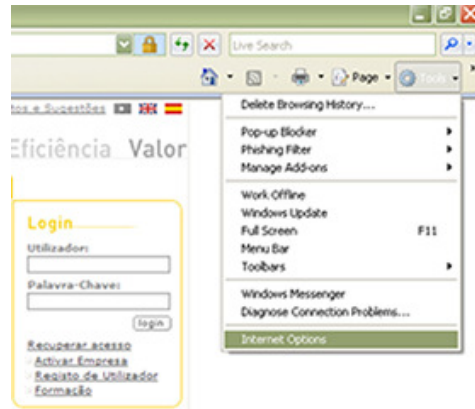 Live Search
Page Tools
Delete Browsing History...
Pop-up Blocker
Phishing Filter
Manage Add-ons
Work Offline
Windows Update
Full Screen F11
Menu Bar
Toolbars
Windows Messenger
Diagnose Connection Problems...
Internet Options
e Sugestões
Eficiência Valor
Login
Utilizador:
Palavra-Chave:
login
Recuperar acesso
Activar Empresa
Registo de Utilizador
Formação